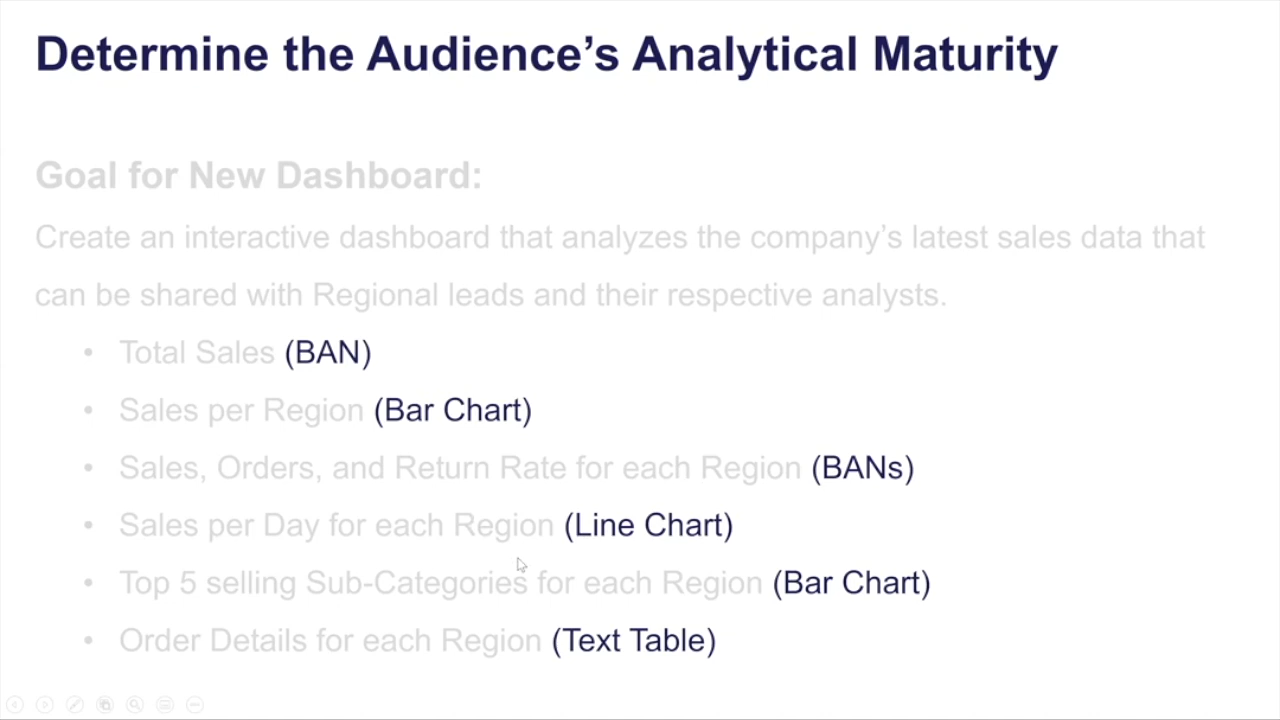 Determine the Audience’s Analytical Maturity
Goal for New Dashboard:
Create an interactive dashboard that analyzes the company’s latest sales data that
can be shared with Regional leads and their respective analysts.
• Total Sales (BAN)
• Sales per Region (Bar Chart)
• Sales, Orders, and Return Rate for each Region (BANs)
• Sales per Day for each Region (Line Chart)
• Top 5 selling Sub-Categories for each Region (Bar Chart)
• Order Details for each Region (Text Table)